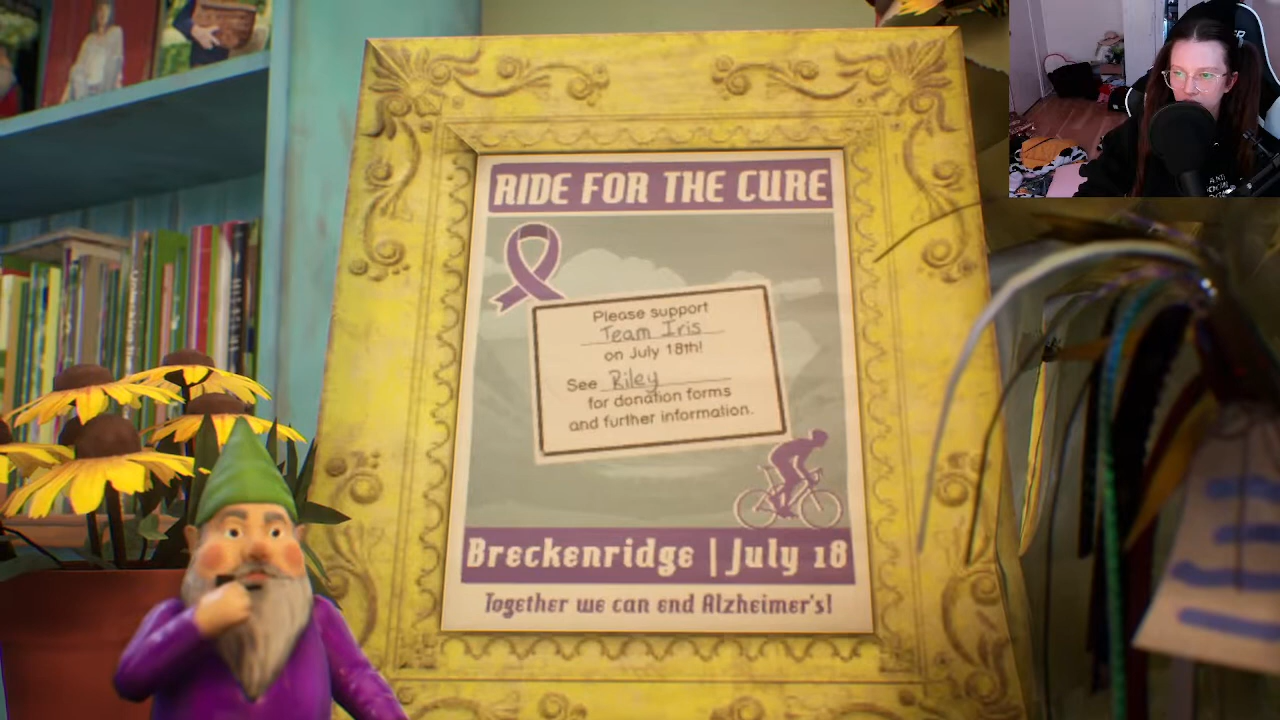 RIDE FOR THE CURE
Please support
Team Iris
on July 18th!
See Riley
for donation forms
and further information.
Breckenridge | July 18
Together we can end Alzheimer's!